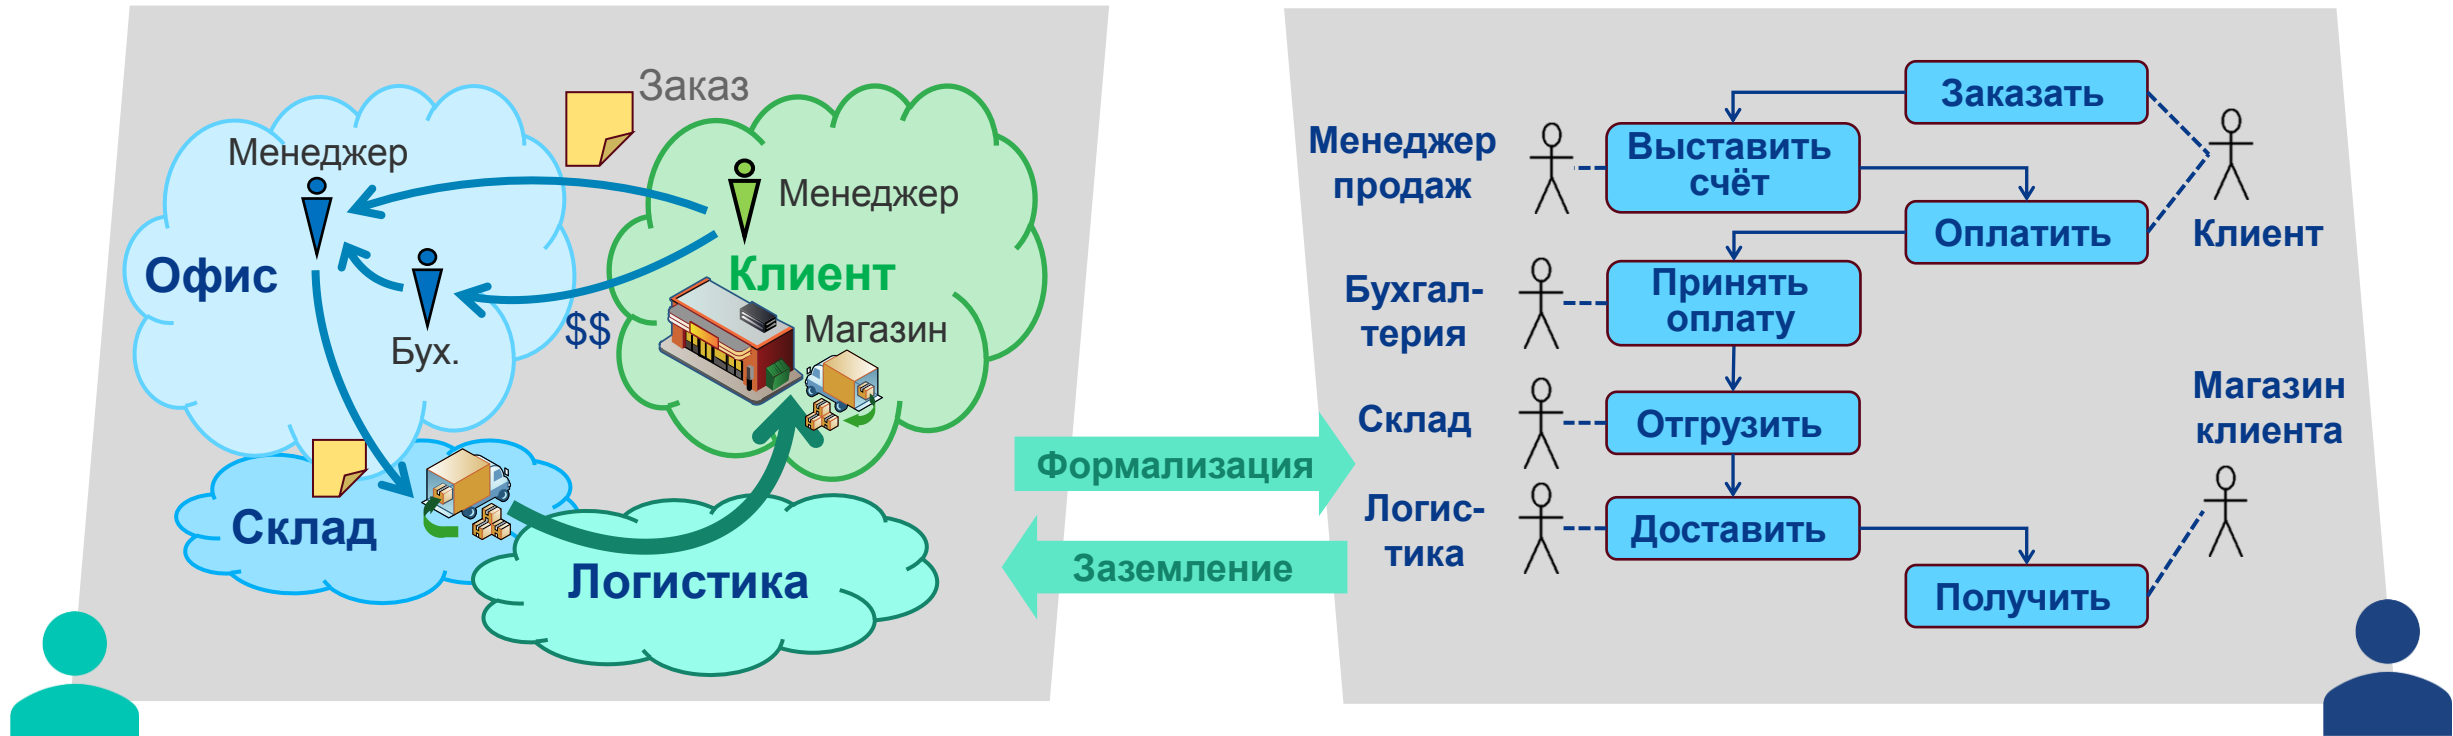 Заказ
Менеджер
Менеджер
Офис
Клиент
$$
Магазин
Бух.
Склад
Логистика
Формализация
Заземление
Заказать
Менеджер
продаж
Выставить
счёт
Оплатить
Клиент
Бухгал-
терия
Принять
оплату
Магазин
клиента
Склад
Отгрузить
Логис-
тика
Доставить
Получить